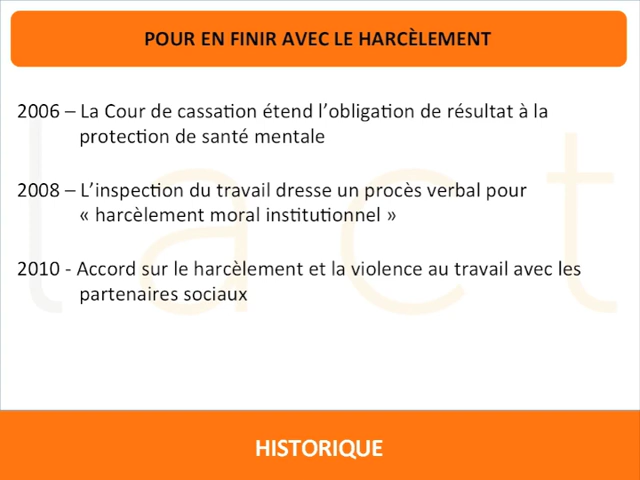 POUR EN FINIR AVEC LE HARCÈLEMENT
2006 – La Cour de cassation étend l’obligation de résultat à la
protection de santé mentale
2008 – L’inspection du travail dresse un procès verbal pour
« harcèlement moral institutionnel »
2010 - Accord sur le harcèlement et la violence au travail avec les
partenaires sociaux
lact
HISTORIQUE